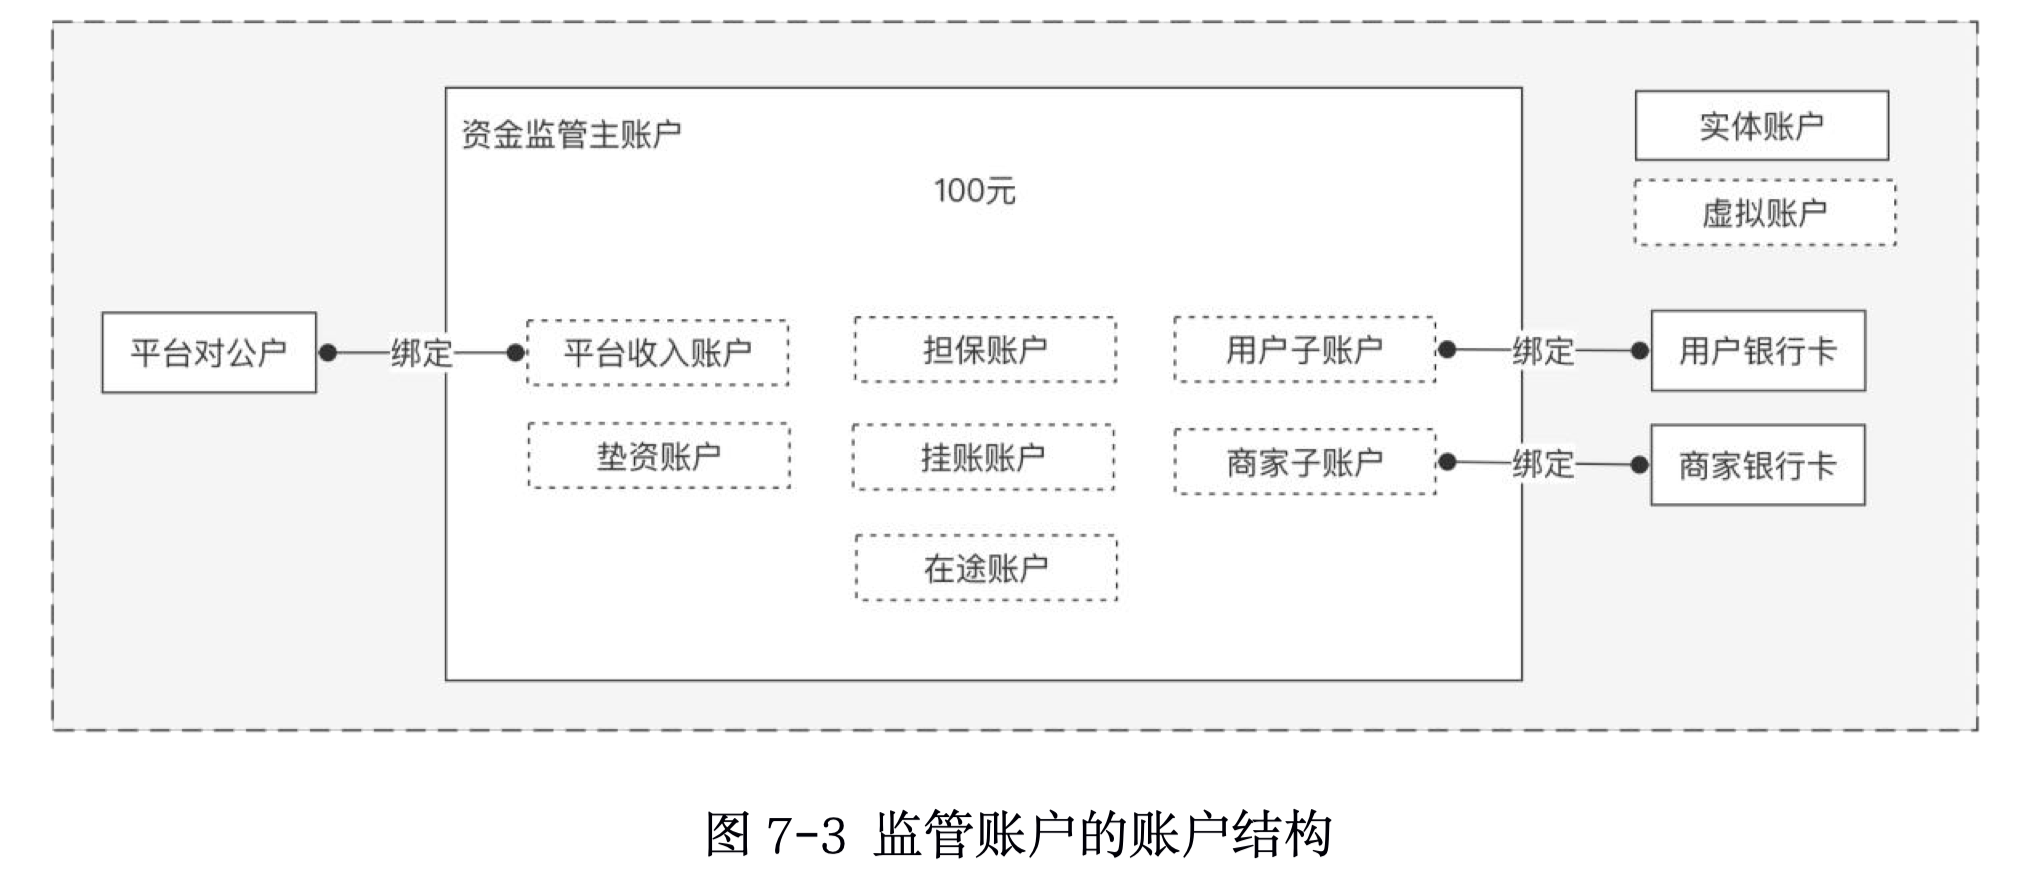 资金监管主账户
100元
实体账户
虚拟账户
平台对公户
绑定
平台收入账户
担保账户
用户子账户
绑定
用户银行卡
垫资账户
挂账账户
商家子账户
绑定
商家银行卡
在途账户
图 7-3 监管账户的账户结构